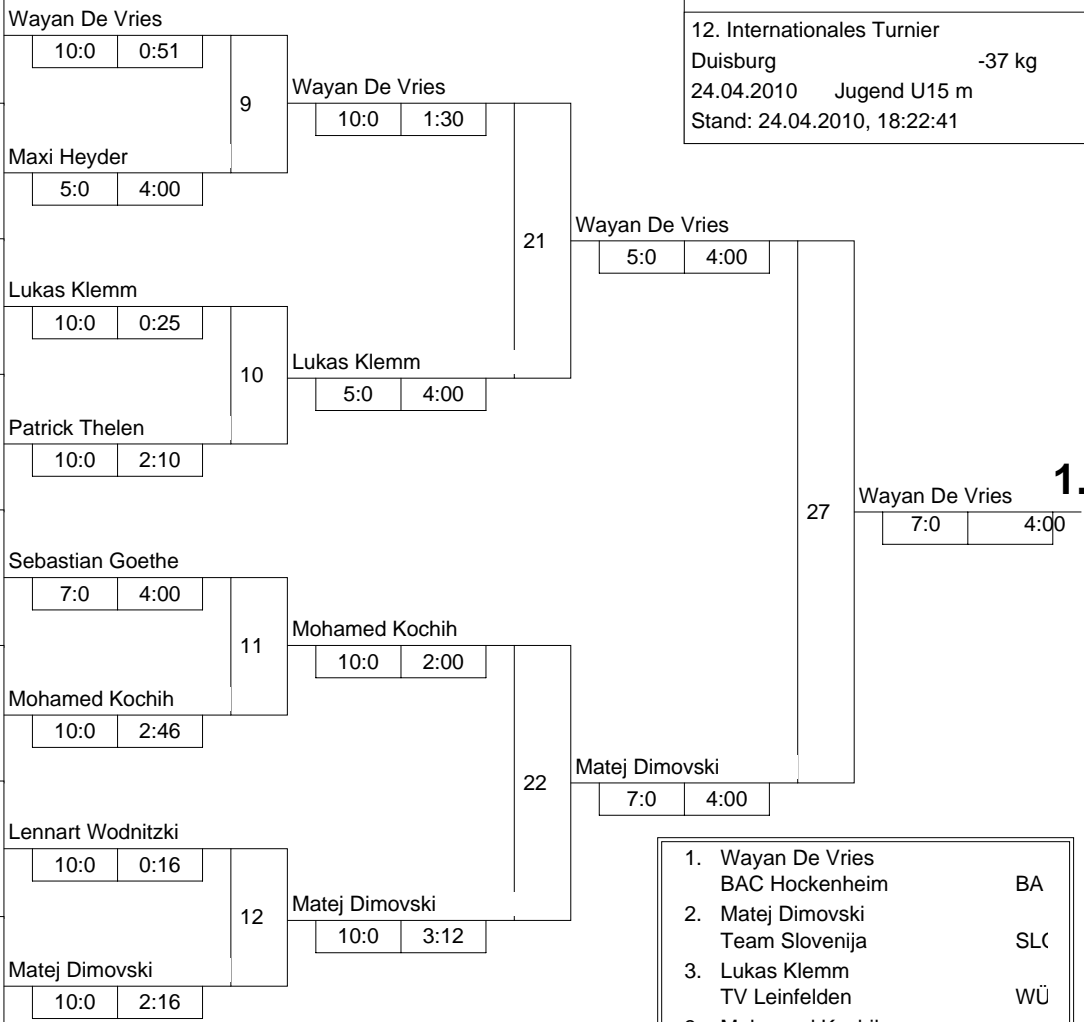 Wayan De Vries
10:0 0:51
9
Maxi Heyder
5:0 4:00
Lukas Klemm
10:0 0:25
10
Patrick Thelen
10:0 2:10
Sebastian Goethe
7:0 4:00
11
Mohamed Kochih
10:0 2:46
Lennart Wodnitzki
10:0 0:16
12
Matej Dimovski
10:0 2:16
Wayan De Vries
10:0 1:30
21
Lukas Klemm
5:0 4:00
Mohamed Kochih
10:0 2:00
22
Matej Dimovski
10:0 3:12
Wayan De Vries
5:0 4:00
27
Matej Dimovski
7:0 4:00
Wayan De Vries 1.
7:0 4:00
12. Internationales Turnier
Duisburg -37 kg
24.04.2010 Jugend U15 m
Stand: 24.04.2010, 18:22:41
1. Wayan De Vries
BAC Hockenheim BA
2. Matej Dimovski
Team Slovenija
3. Lukas Klemm
TV Leinfelden WÜ